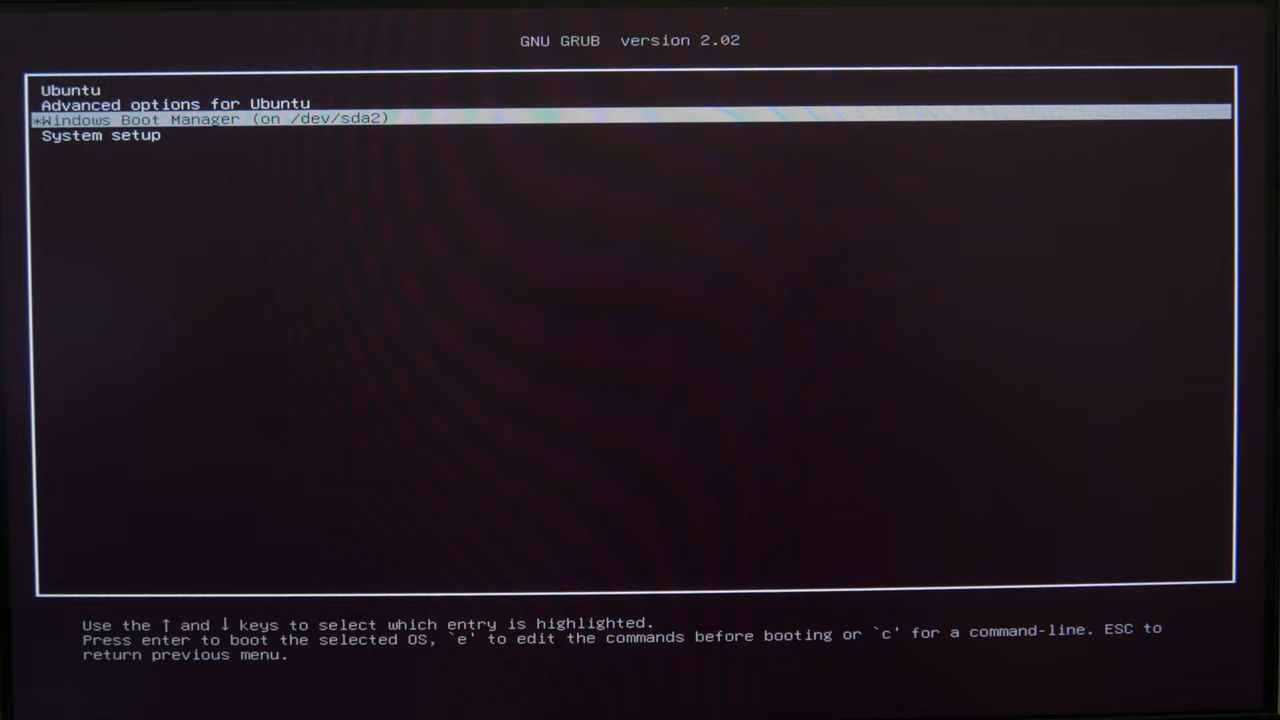 GNU GRUB  version 2.02
Ubuntu
Advanced options for Ubuntu
*Windows Boot Manager (on /dev/sda2)
System setup
Use the ↑ and ↓ keys to select which entry is highlighted.
Press enter to boot the selected OS, `e' to edit the commands before booting or `c' for a command-line. ESC to
return previous menu.